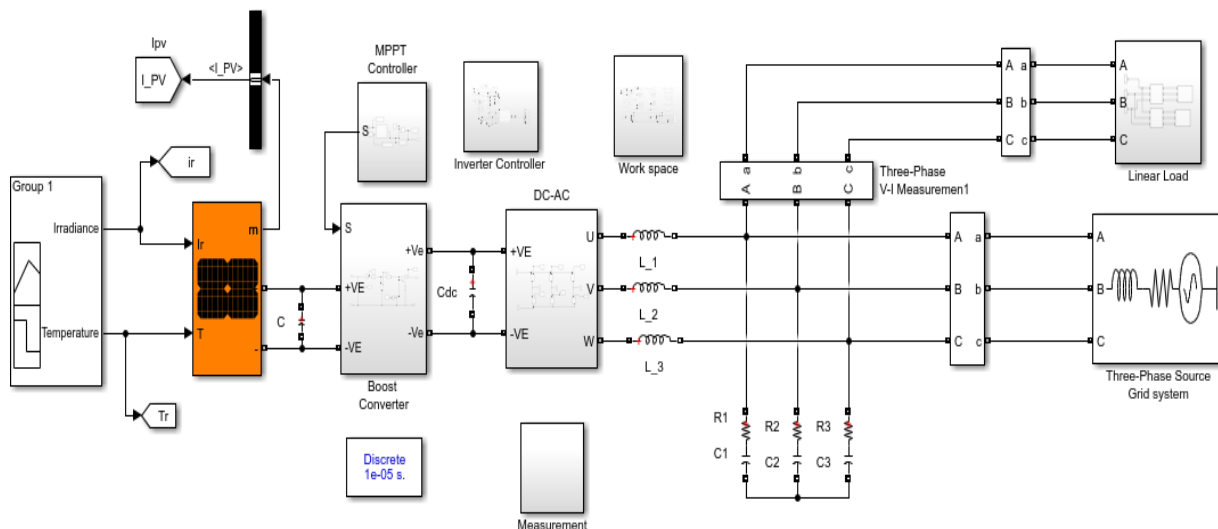 Ipv
I_PV
<I_PV>
MPPT
Controller
S
Inverter Controller
Work space
A a
B b
C c
A
B
C
Linear Load
ir
Group 1
Irradiance
Temperature
Tr
m
Ir
T
-
C
S
+VE
-VE
+Ve
-Ve
Boost
Converter
Cdc
DC-AC
+VE
-VE
U
V
W
L_1
L_2
L_3
A a
B b
C c
Three-Phase
V-I Measuremen1
A a
B b
C c
A
B
C
Three-Phase Source
Grid system
R1
R2
R3
C1
C2
C3
Discrete
1e-05 s.
Measurement